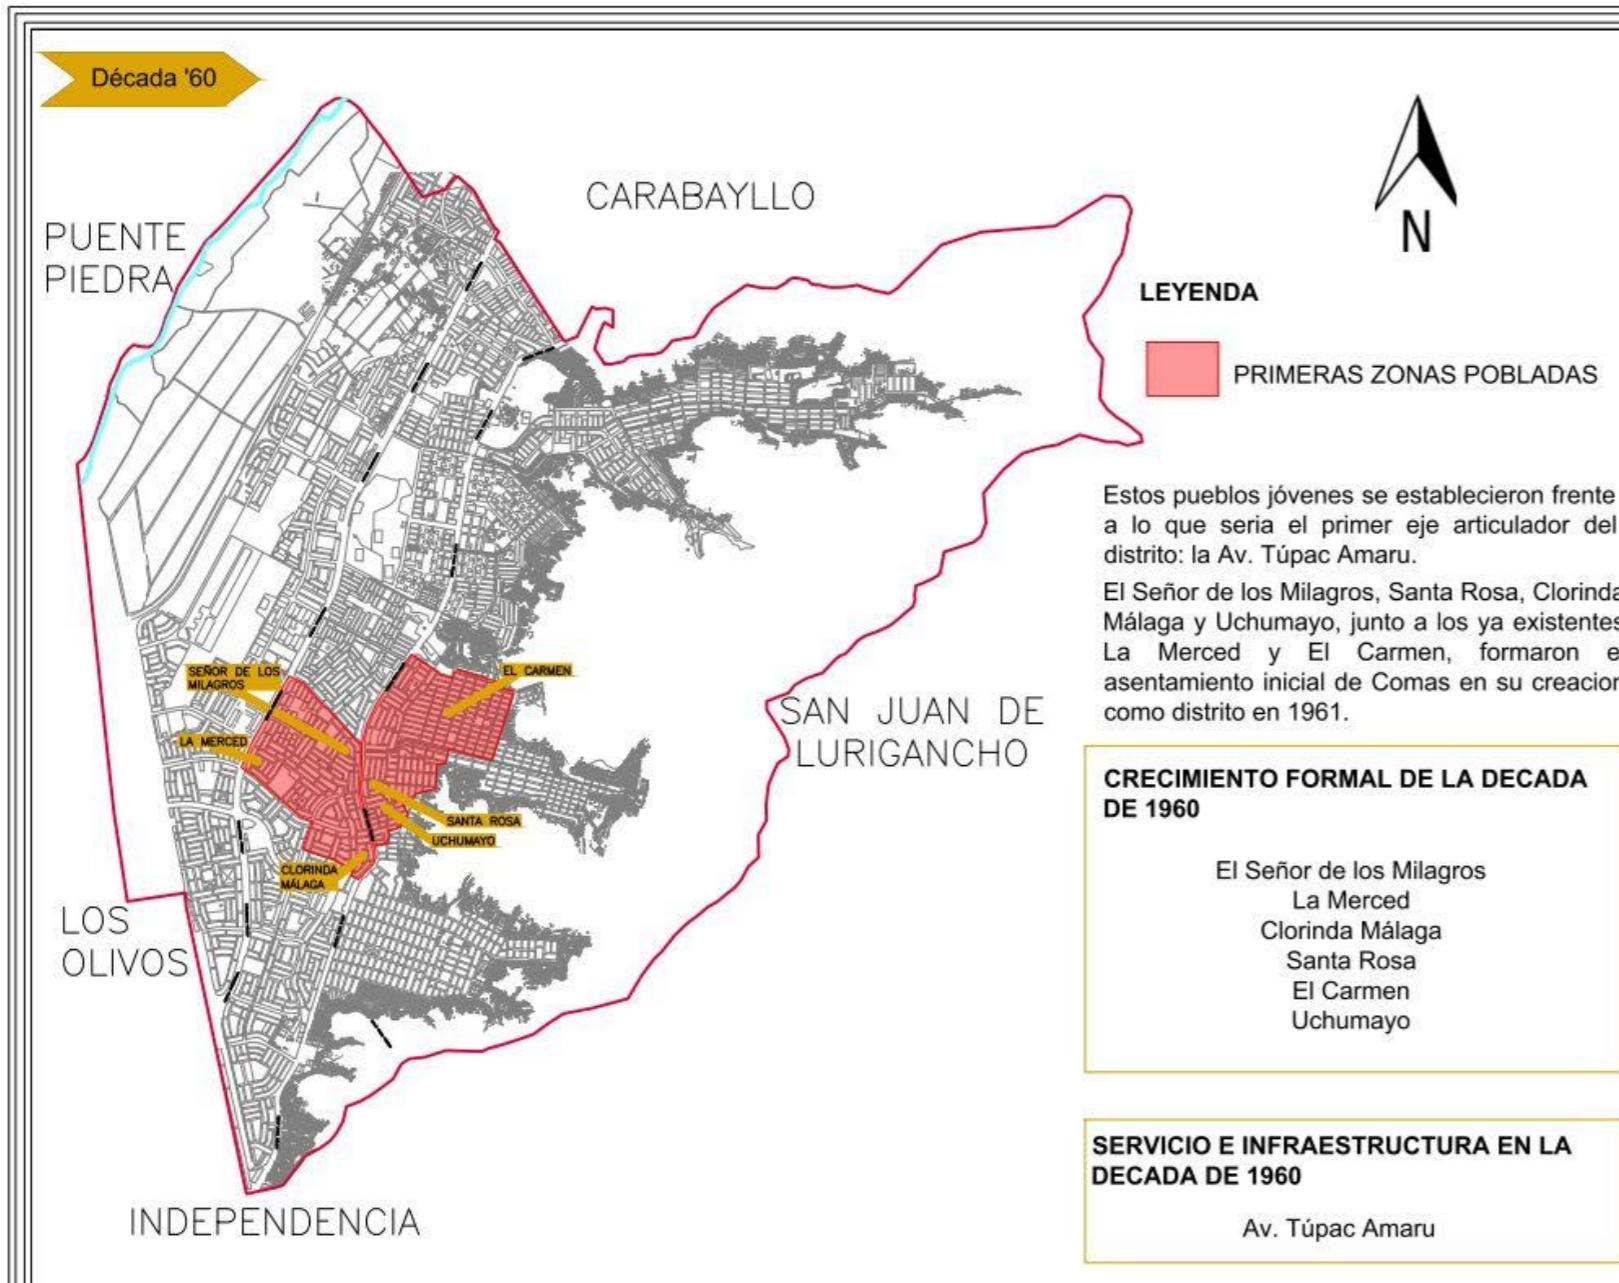 Década '60
CARABAYLLO
PUENTE
PIEDRA
N
LEYENDA
PRIMERAS ZONAS POBLADAS
Estos pueblos jóvenes se establecieron frente
a lo que seria el primer eje articulador del
distrito: la Av. Túpac Amaru.
El Señor de los Milagros, Santa Rosa, Clorinda
Málaga y Uchumayo, junto a los ya existentes
La Merced y El Carmen, formaron e
asentamiento inicial de Comas en su creacion
como distrito en 1961.
SEÑOR DE LOS
MILAGROS
EL CARMEN
LA MERCED
SAN JUAN DE
LURIGANCHO
SANTA ROSA
UCHUMAYO
CLORINDA
MÁLAGA
LOS
OLIVOS
INDEPENDENCIA
CRECIMIENTO FORMAL DE LA DECADA
DE 1960
El Señor de los Milagros
La Merced
Clorinda Málaga
Santa Rosa
El Carmen
Uchumayo
SERVICIO E INFRAESTRUCTURA EN LA
DECADA DE 1960
Av. Túpac Amaru